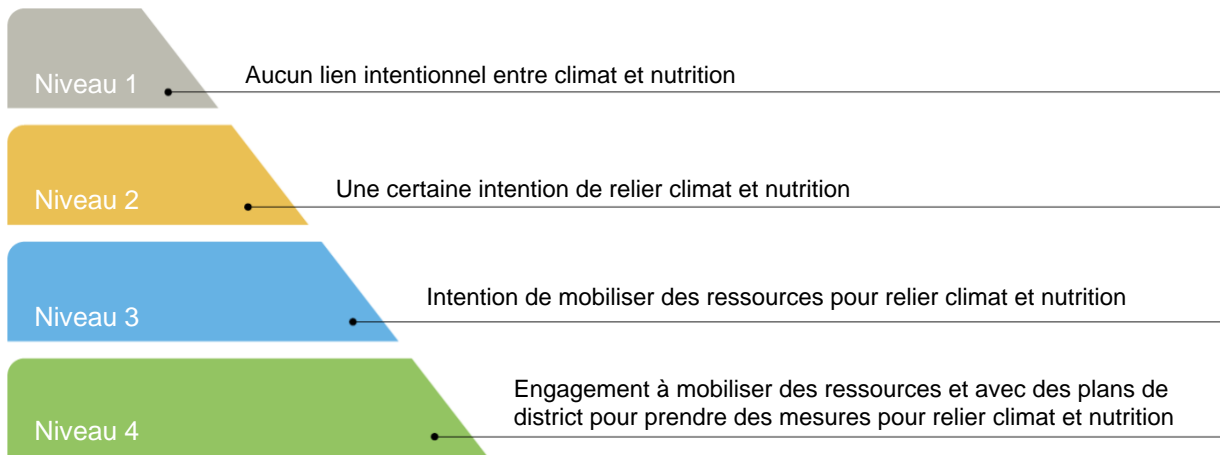 Niveau 1
Aucun lien intentionnel entre climat et nutrition
Niveau 2
Une certaine intention de relier climat et nutrition
Niveau 3
Intention de mobiliser des ressources pour relier climat et nutrition
Niveau 4
Engagement à mobiliser des ressources et avec des plans de
district pour prendre des mesures pour relier climat et nutrition